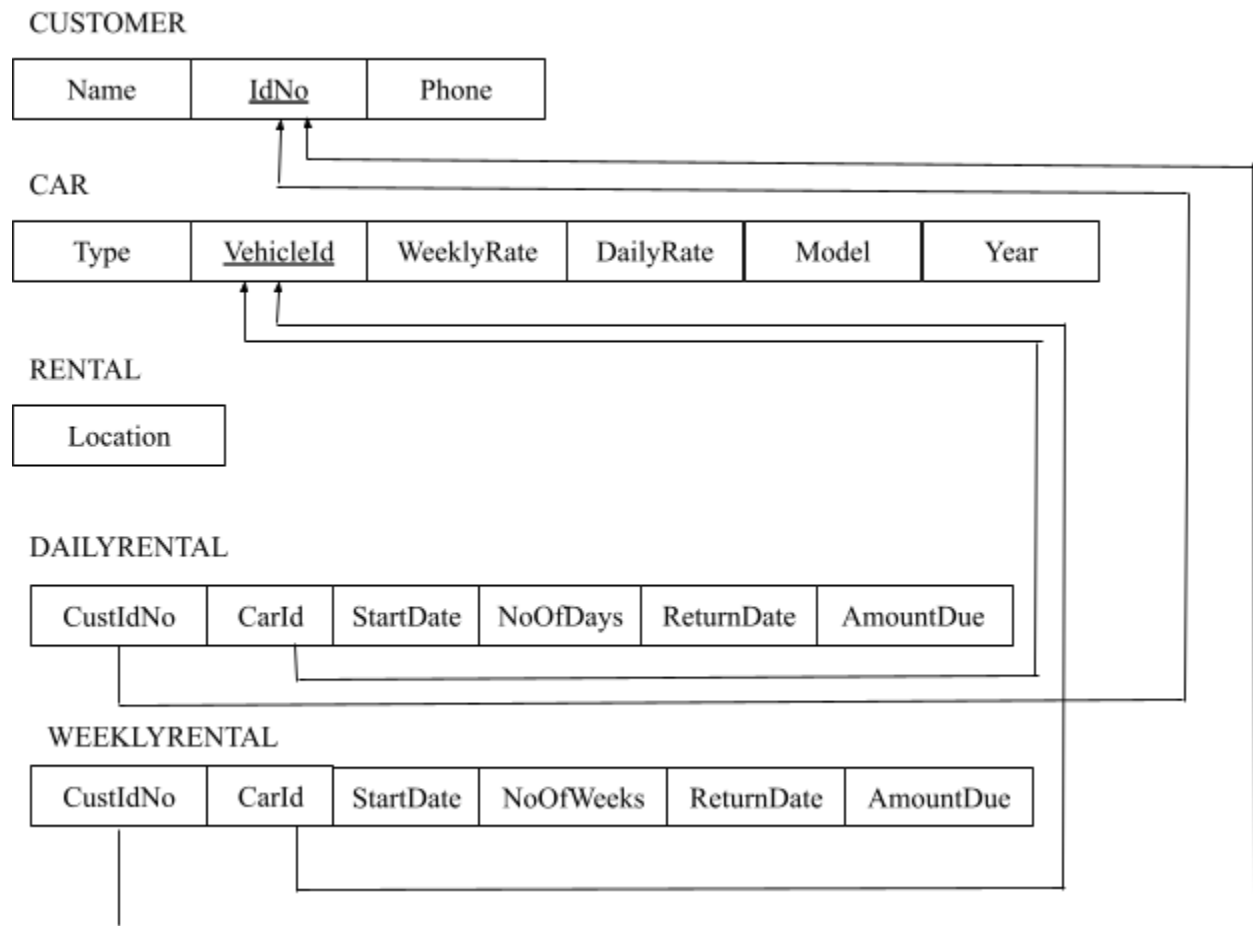 CUSTOMER
Name IdNo Phone
CAR
Type VehicleId WeeklyRate DailyRate Model Year
RENTAL
Location
DAILYRENTAL
CustIdNo CarId StartDate NoOfDays ReturnDate AmountDue
WEEKLYRENTAL
CustIdNo CarId StartDate NoOfWeeks ReturnDate AmountDue